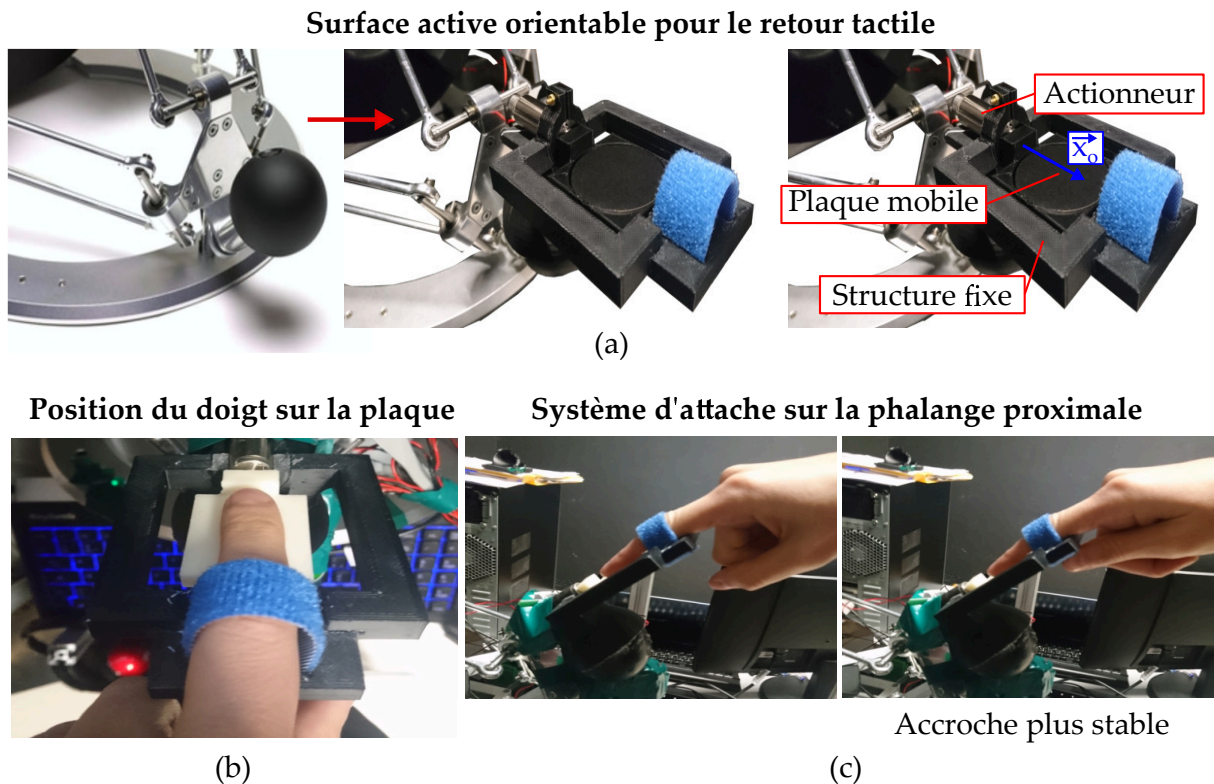 Surface active orientable pour le retour tactile
Actionneur
x₀
Plaque mobile
Structure fixe
(a)
Position du doigt sur la plaque
Système d'attache sur la phalange proximale
Accroche plus stable
(b)
(c)